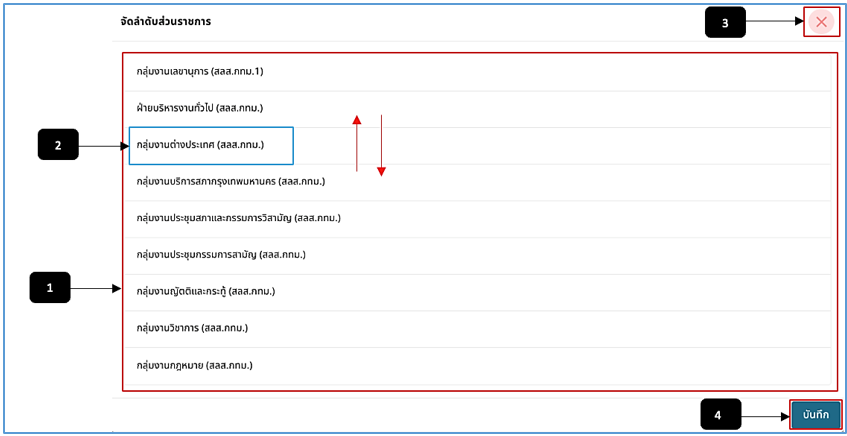 จัดลำดับส่วนราชการ
3
กลุ่มงานเลขานุการ (สลส.กทม.1)
ฝ่ายบริหารงานทั่วไป (สลส.กทม.)
2
กลุ่มงานต่างประเทศ (สลส.กทม.)
กลุ่มงานบริการสภากรุงเทพมหานคร (สลส.กทม.)
กลุ่มงานประชุมสภาและกรรมการวิสามัญ (สลส.กทม.)
กลุ่มงานประชุมกรรมการสามัญ (สลส.กทม.)
1
กลุ่มงานญัตติและกระทู้ (สลส.กทม.)
กลุ่มงานวิชาการ (สลส.กทม.)
กลุ่มงานกฎหมาย (สลส.กทม.)
4
บันทึก